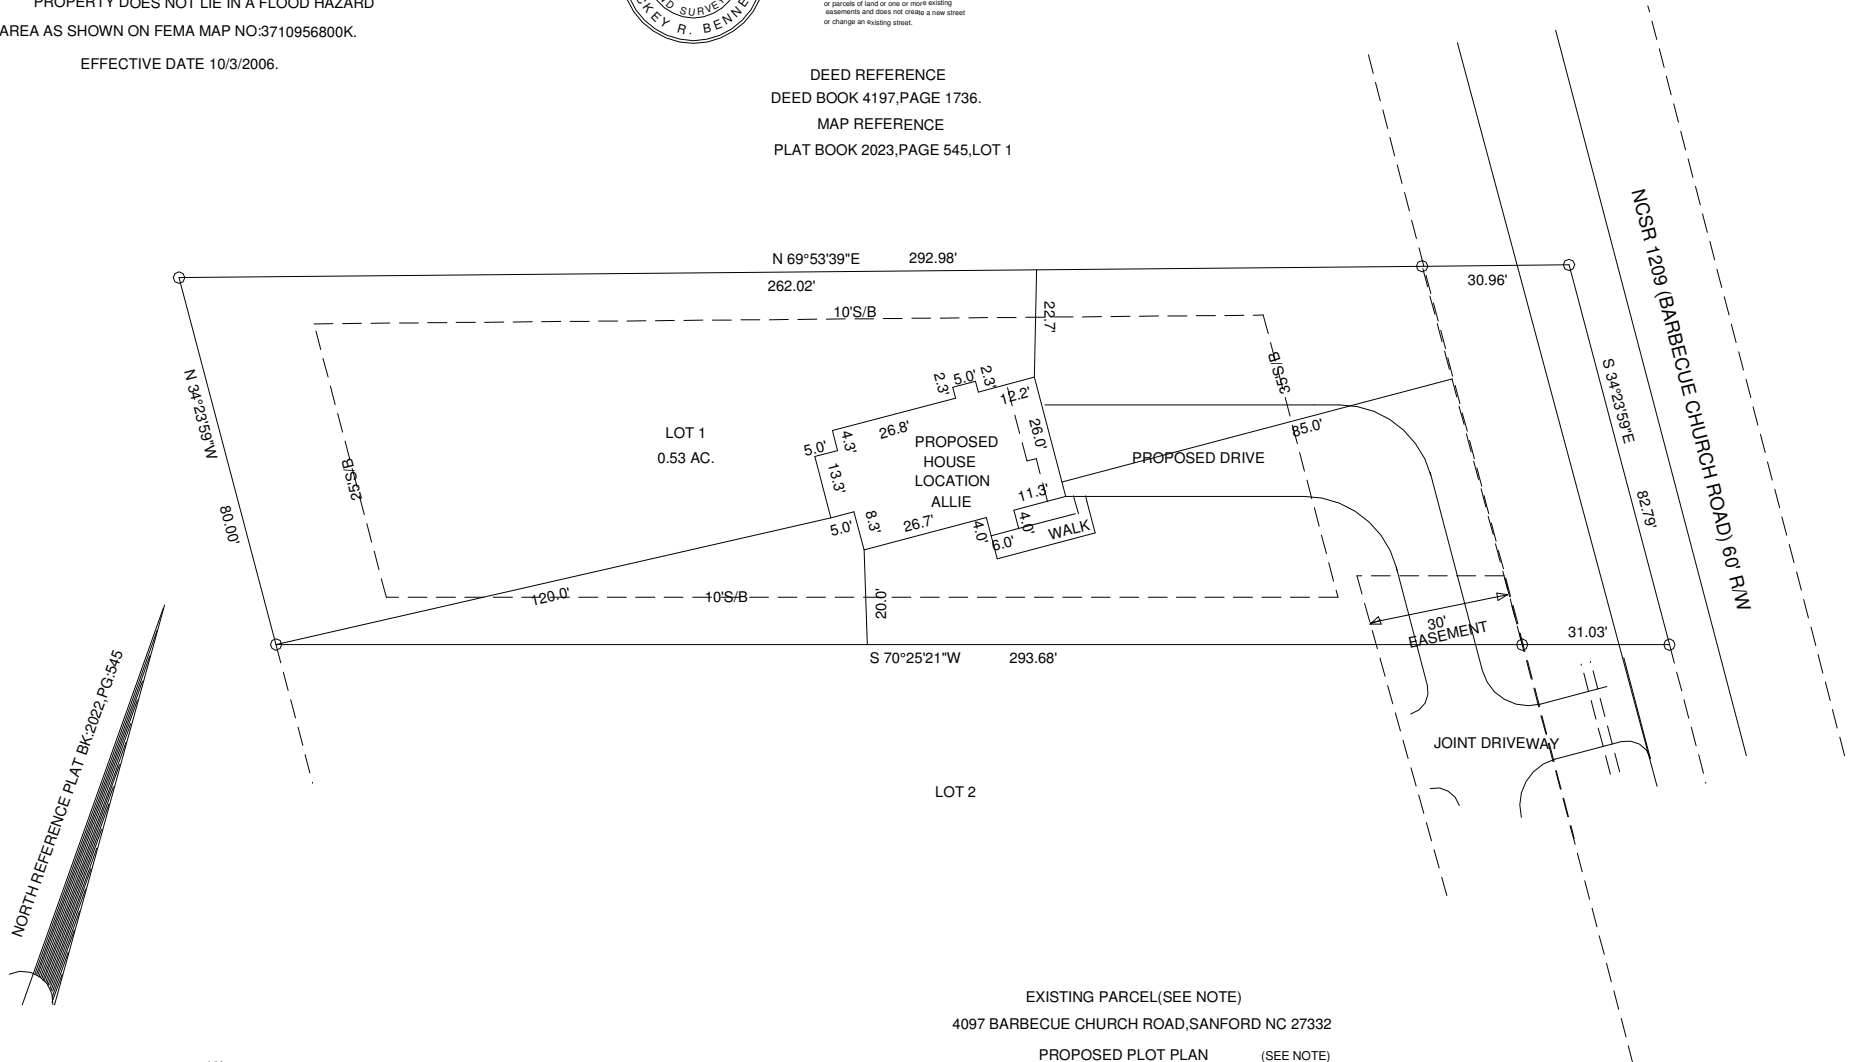 PROPERTY DOES NOT LIE IN A FLOOD HAZARD
AREA AS SHOWN ON FEMA MAP NO:3710956800K.
EFFECTIVE DATE 10/3/2006.
SURVE
CKEY R. BENNE
or parcels of land or one or more existing
easements and does not create a new street
or change an existing street.
DEED REFERENCE
DEED BOOK 4197,PAGE 1736.
MAP REFERENCE
PLAT BOOK 2023,PAGE 545,LOT 1
NCSR 1209 (BARBECUE CHURCH ROAD) 60' R/W
N 69°53'39"E 292.98'
262.02'
30.96'
10'S/B
22.7'
35'S/B
N 34°23'59"W
80.00'
25'S/B
S 34°23'59"E
82.79'
LOT 1
0.53 AC.
2.3'
5.0'
2.3'
12.2'
26.8'
4.3'
5.0'
13.3'
26.0'
PROPOSED
HOUSE
LOCATION
ALLIE
11.3'
4.0'
8.3'
5.0'
26.7'
4.0'
6.0'
WALK
85.0'
PROPOSED DRIVE
120.0'
10'S/B
20.0'
30'
EASEMENT
31.03'
S 70°25'21"W 293.68'
JOINT DRIVEWAY
LOT 2
NORTH REFERENCE PLAT BK:2022,PG:545
EXISTING PARCEL(SEE NOTE)
4097 BARBECUE CHURCH ROAD,SANFORD NC 27332
PROPOSED PLOT PLAN (SEE NOTE)